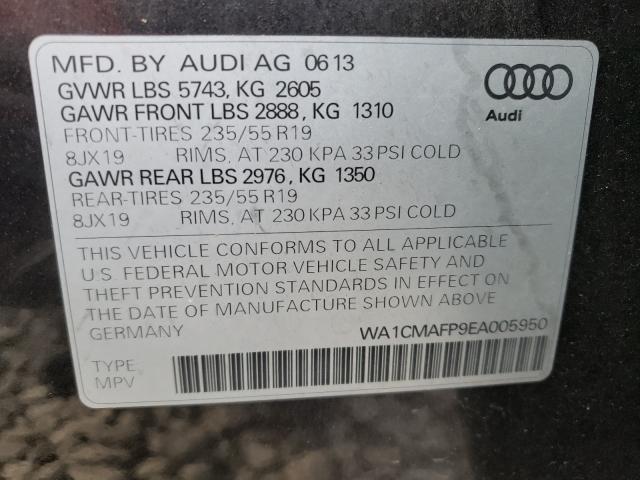 MFD. BY AUDI AG 06 13
GVWR LBS 5743, KG 2605
GAWR FRONT LBS 2888, KG 1310
FRONT-TIRES 235/55 R19
8JX19 RIMS, AT 230 KPA 33 PSI COLD
GAWR REAR LBS 2976, KG 1350
REAR-TIRES 235/55 R19
8JX19 RIMS, AT 230 KPA 33 PSI COLD
Audi
THIS VEHICLE CONFORMS TO ALL APPLICABLE
U.S. FEDERAL MOTOR VEHICLE SAFETY AND
THEFT PREVENTION STANDARDS IN EFFECT ON
THE DATE OF MANUFACTURE SHOWN ABOVE
GERMANY WA1CMAFP9EA005950
TYPE
MPV